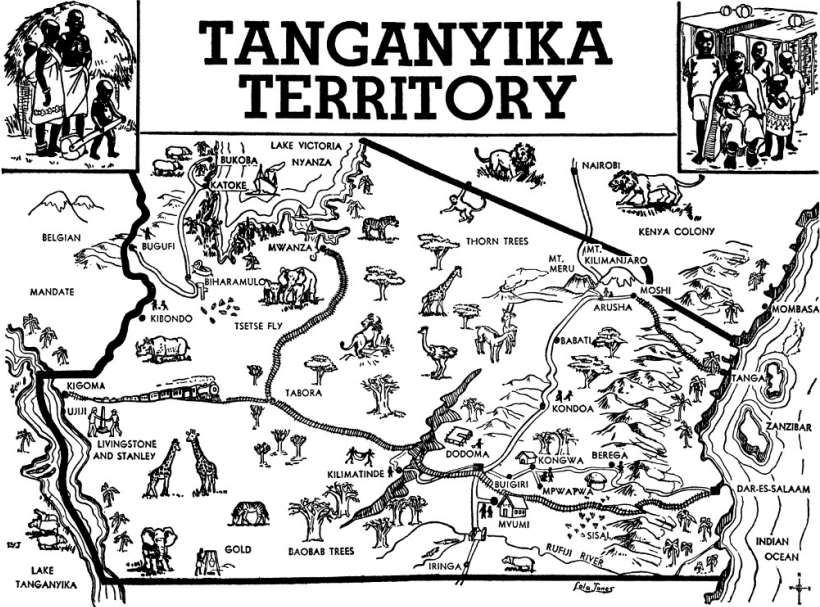 TANGANYIKA
TERRITORY
LAKE VICTORIA
NYANZA
BUKOBA
KATOKE
NAIROBI
KENYA COLONY
BELGIAN
MANDATE
BUGUFI
MWANZA
THORN TREES
MT.
KILIMANJARO
MT.
MERU
MOSHI
ARUSHA
BIHARAMULO
KIBONDO
TSETSE FLY
MOMBASA
BABATI
KIGOMA
UJIJI
TABORA
TANGA
KONDOA
ZANZIBAR
LIVINGSTONE
AND STANLEY
DODOMA
KONGWA
BEREGA
KILIMATINDE
BUIGIRI
MPWAPWA
DAR-ES-SALAAM
MVUMI
SISAL
GOLD
BAOBAB TREES
RUFIJI RIVER
INDIAN
OCEAN
IRINGA
LAKE
TANGANYIKA
Lola Jones